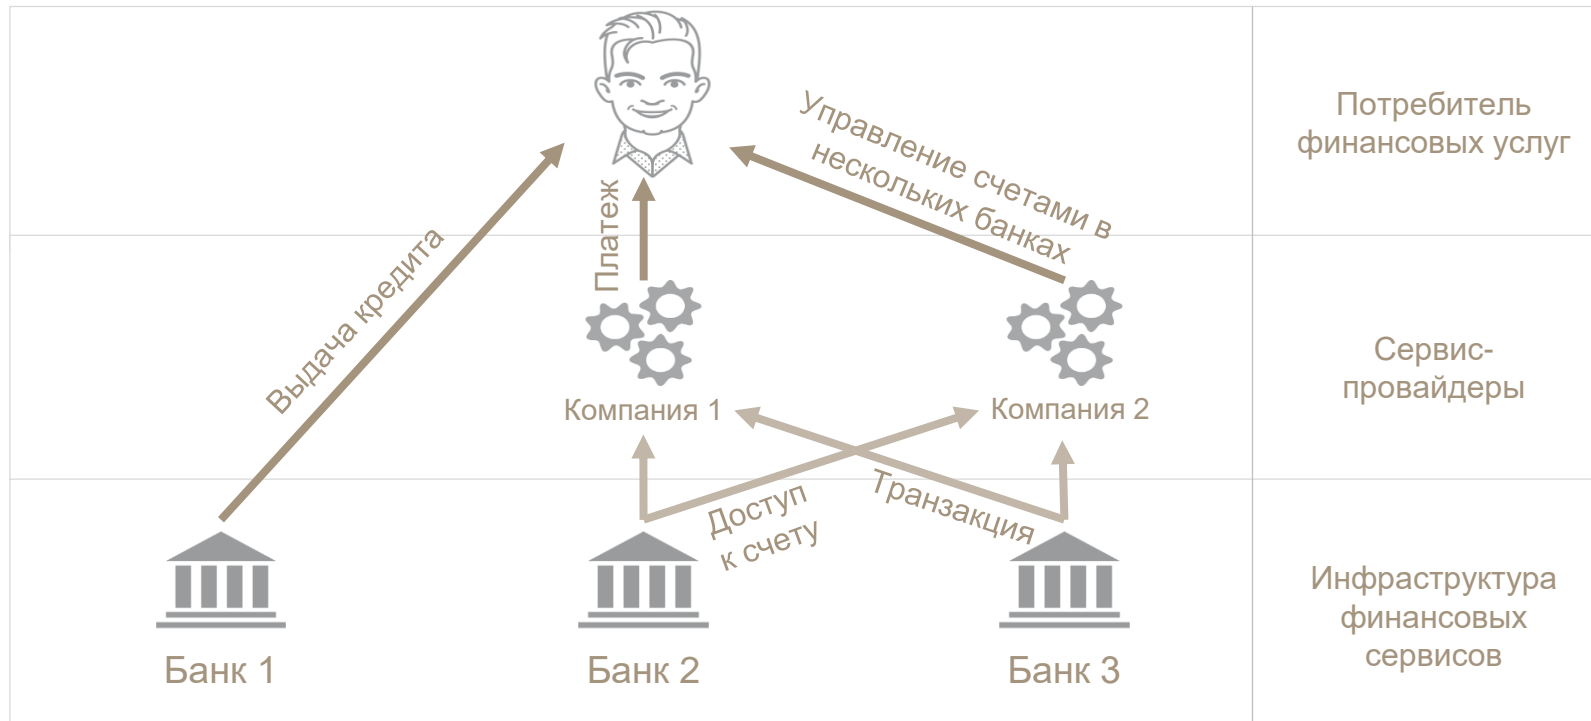 Потребитель
финансовых услуг
Управление счетами в
нескольких банках
Платеж
Выдача кредита
Сервис-
провайдеры
Компания 1
Компания 2
Доступ
к счету
Транзакция
Инфраструктура
финансовых
сервисов
Банк 1
Банк 2
Банк 3